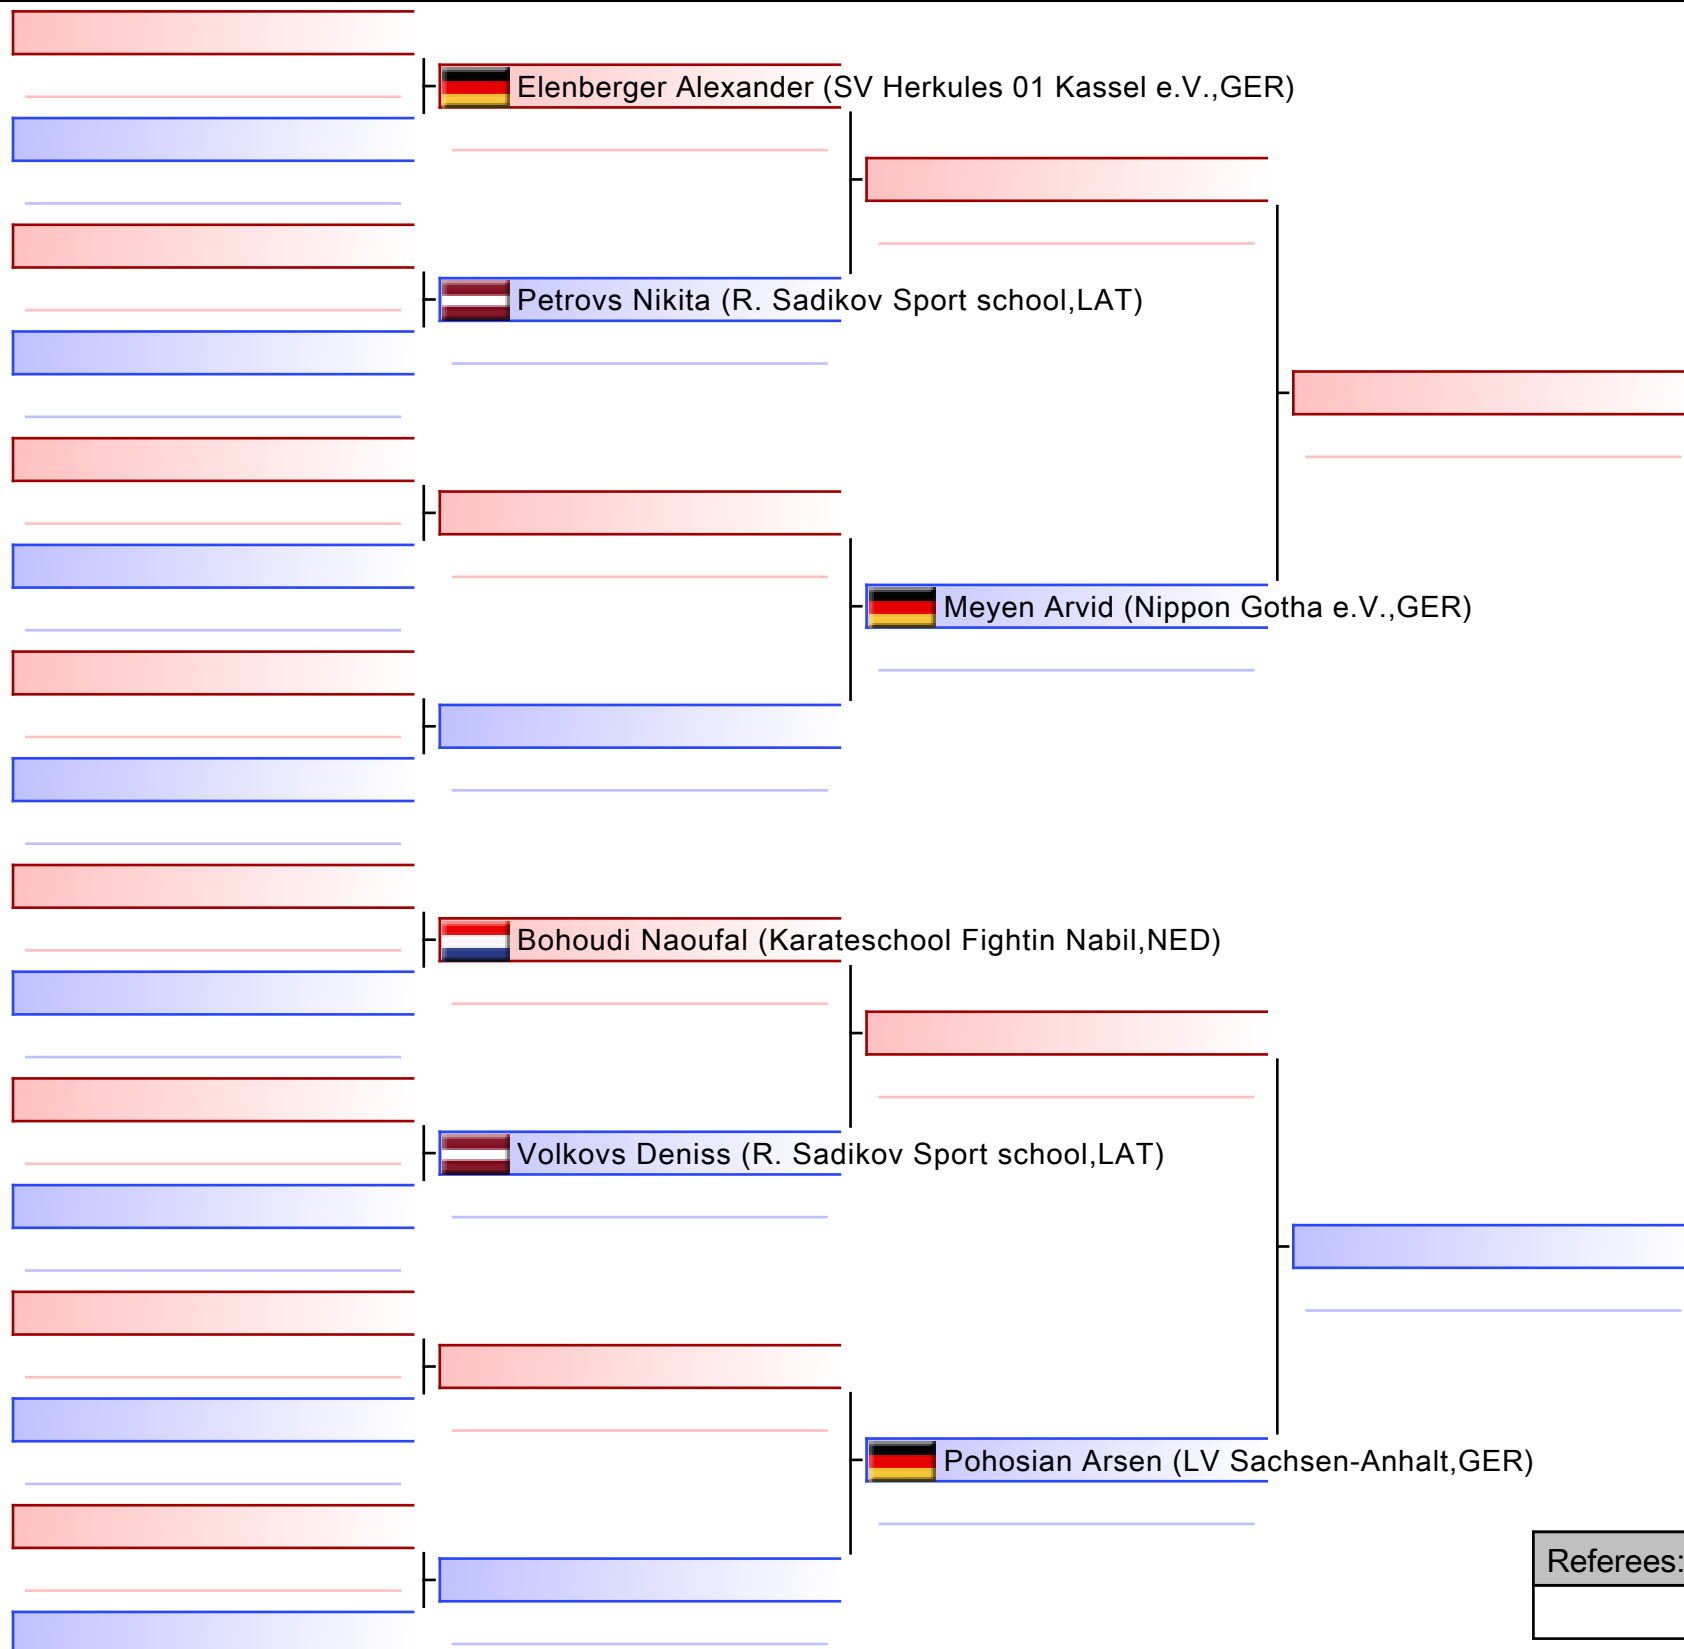 Elenberger Alexander (SV Herkules 01 Kassel e.V.,GER)
Petrovs Nikita (R. Sadikov Sport school,LAT)
Meyen Arvid (Nippon Gotha e.V.,GER)
Bohoudi Naoufal (Karateschool Fightin Nabil,NED)
Volkovs Deniss (R. Sadikov Sport school,LAT)
Pohosian Arsen (LV Sachsen-Anhalt,GER)
Referees: